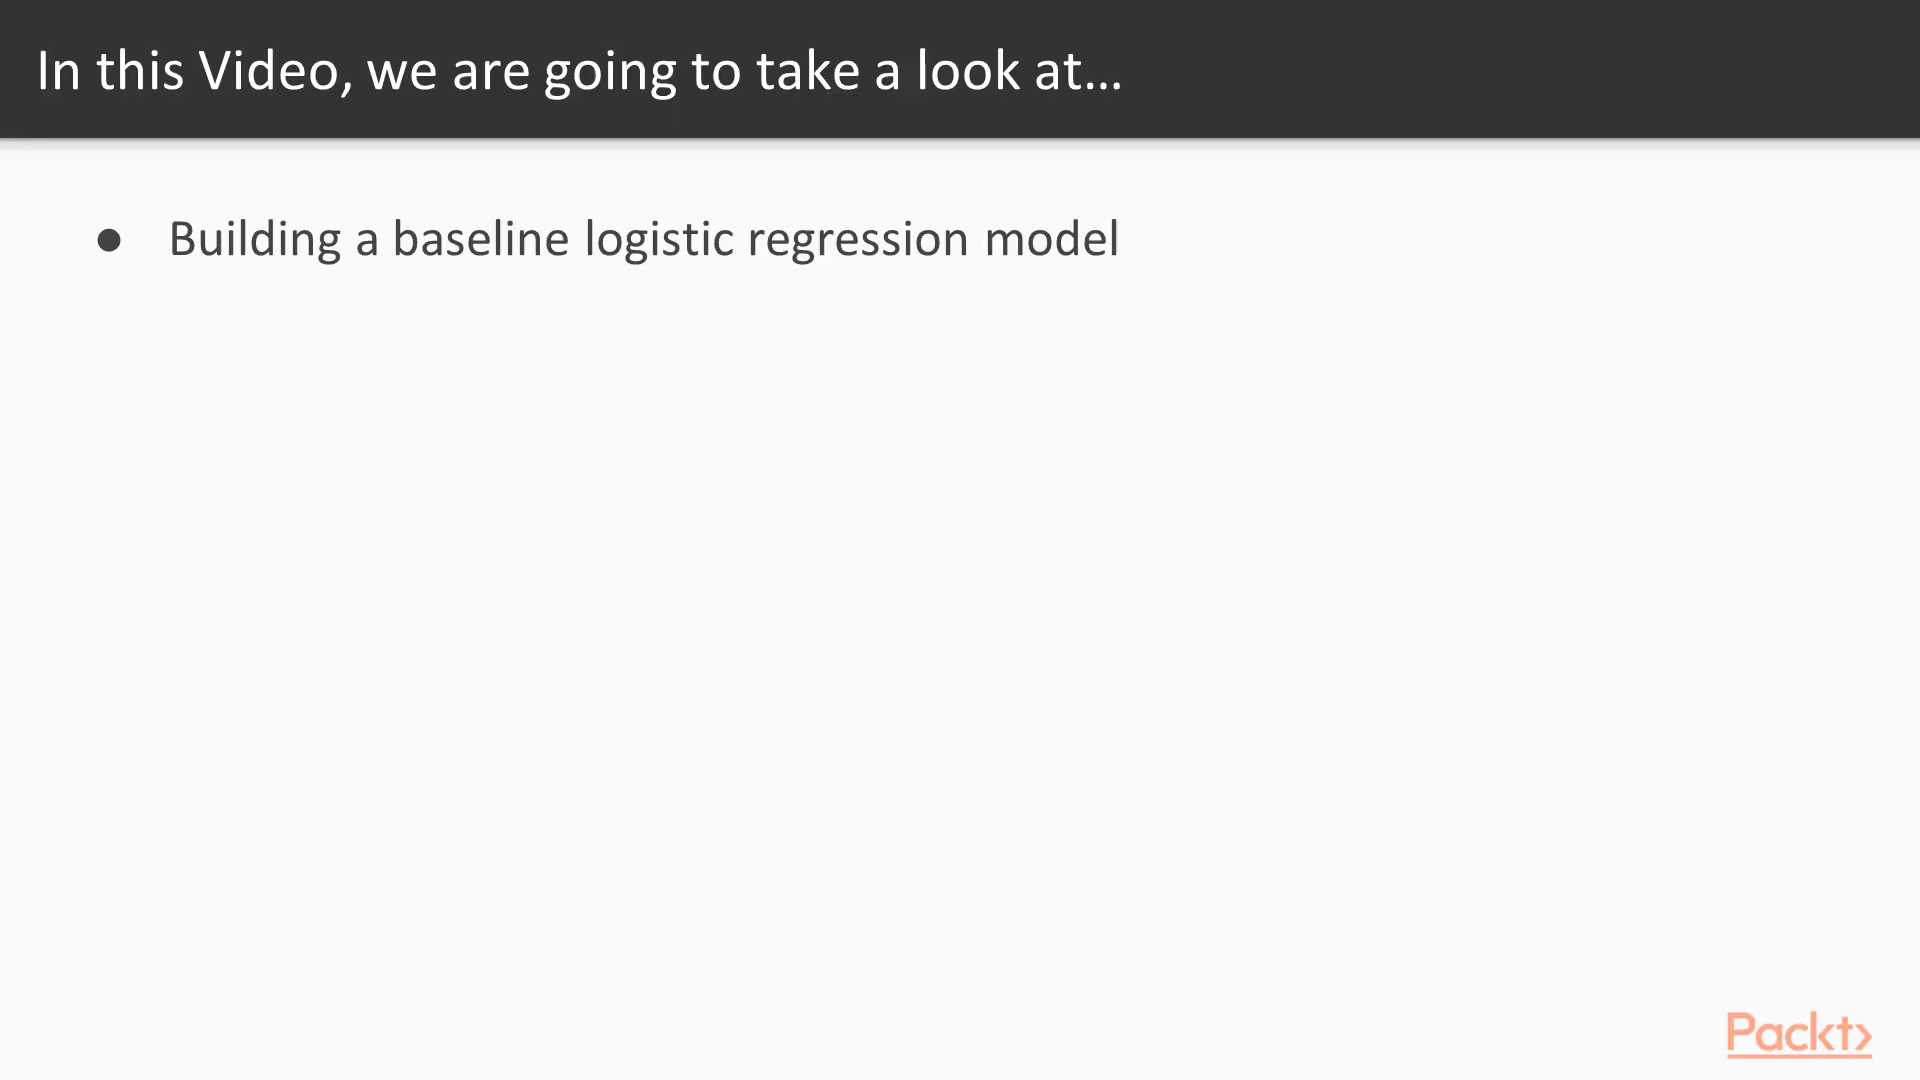 In this Video, we are going to take a look at...
● Building a baseline logistic regression model
Packt>